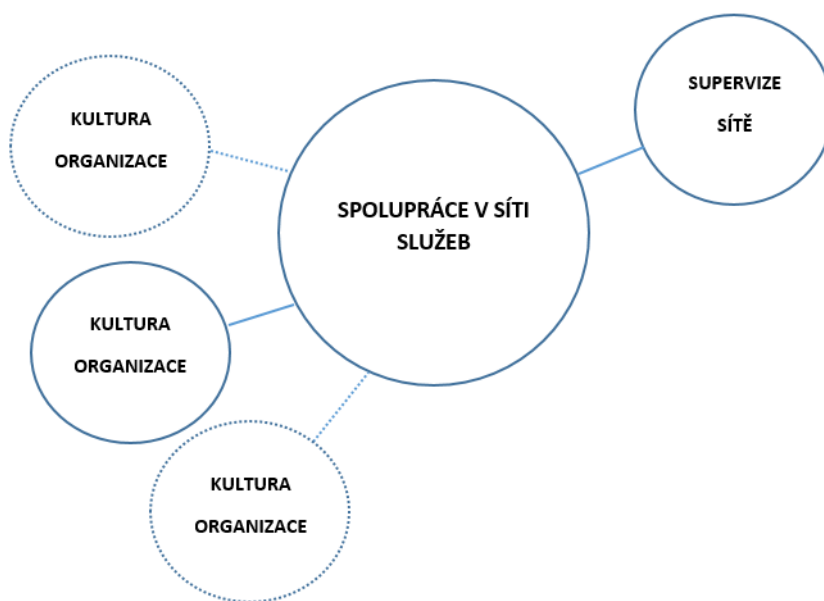 SUPERVIZE
SÍTĚ
KULTURA
ORGANIZACE
SPOLUPRÁCE V SÍTI
SLUŽEB
KULTURA
ORGANIZACE
KULTURA
ORGANIZACE